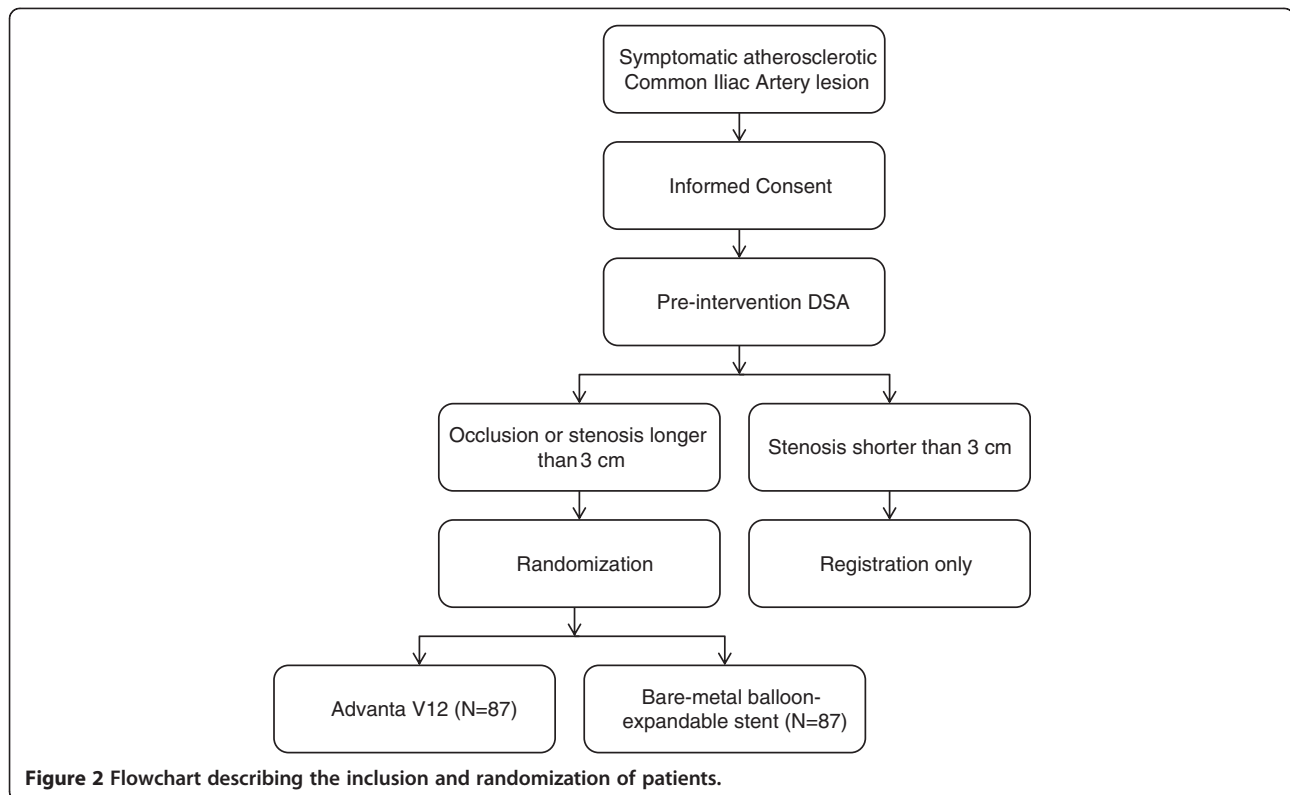 Symptomatic atherosclerotic
Common Iliac Artery lesion
Informed Consent
Pre-intervention DSA
Occlusion or stenosis longer
than 3 cm
Stenosis shorter than 3 cm
Randomization
Registration only
Advanta V12 (N=87)
Bare-metal balloon-
expandable stent (N=87)
Figure 2 Flowchart describing the inclusion and randomization of patients.